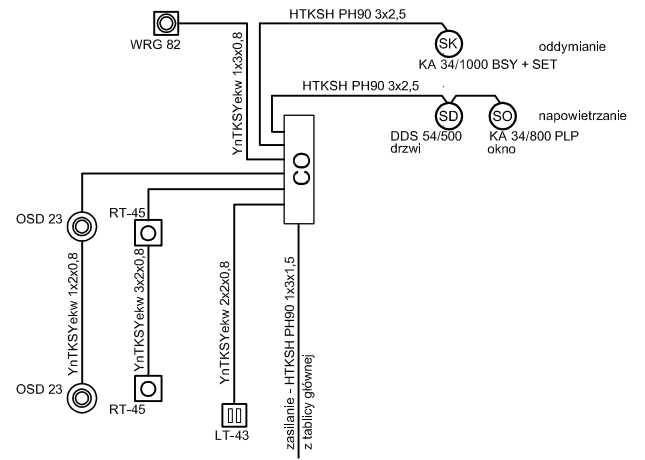 HTKSH PH90 3x2,5
WRG 82
SK
oddymianie
KA 34/1000 BSY + SET
YnTKSYekw 1x3x0,8
HTKSH PH90 3x2,5
SD
SO
napowietrzanie
DDS 54/500
drzwi
KA 34/800 PLP
okno
CO
OSD 23
RT-45
YnTKSYekw 1x2x0,8
YnTKSYekw 3x2x0,8
YnTKSYekw 2x2x0,8
zasilanie - HTKSH PH90 1x3x1,5
z tablicy głównej
OSD 23
RT-45
LT-43